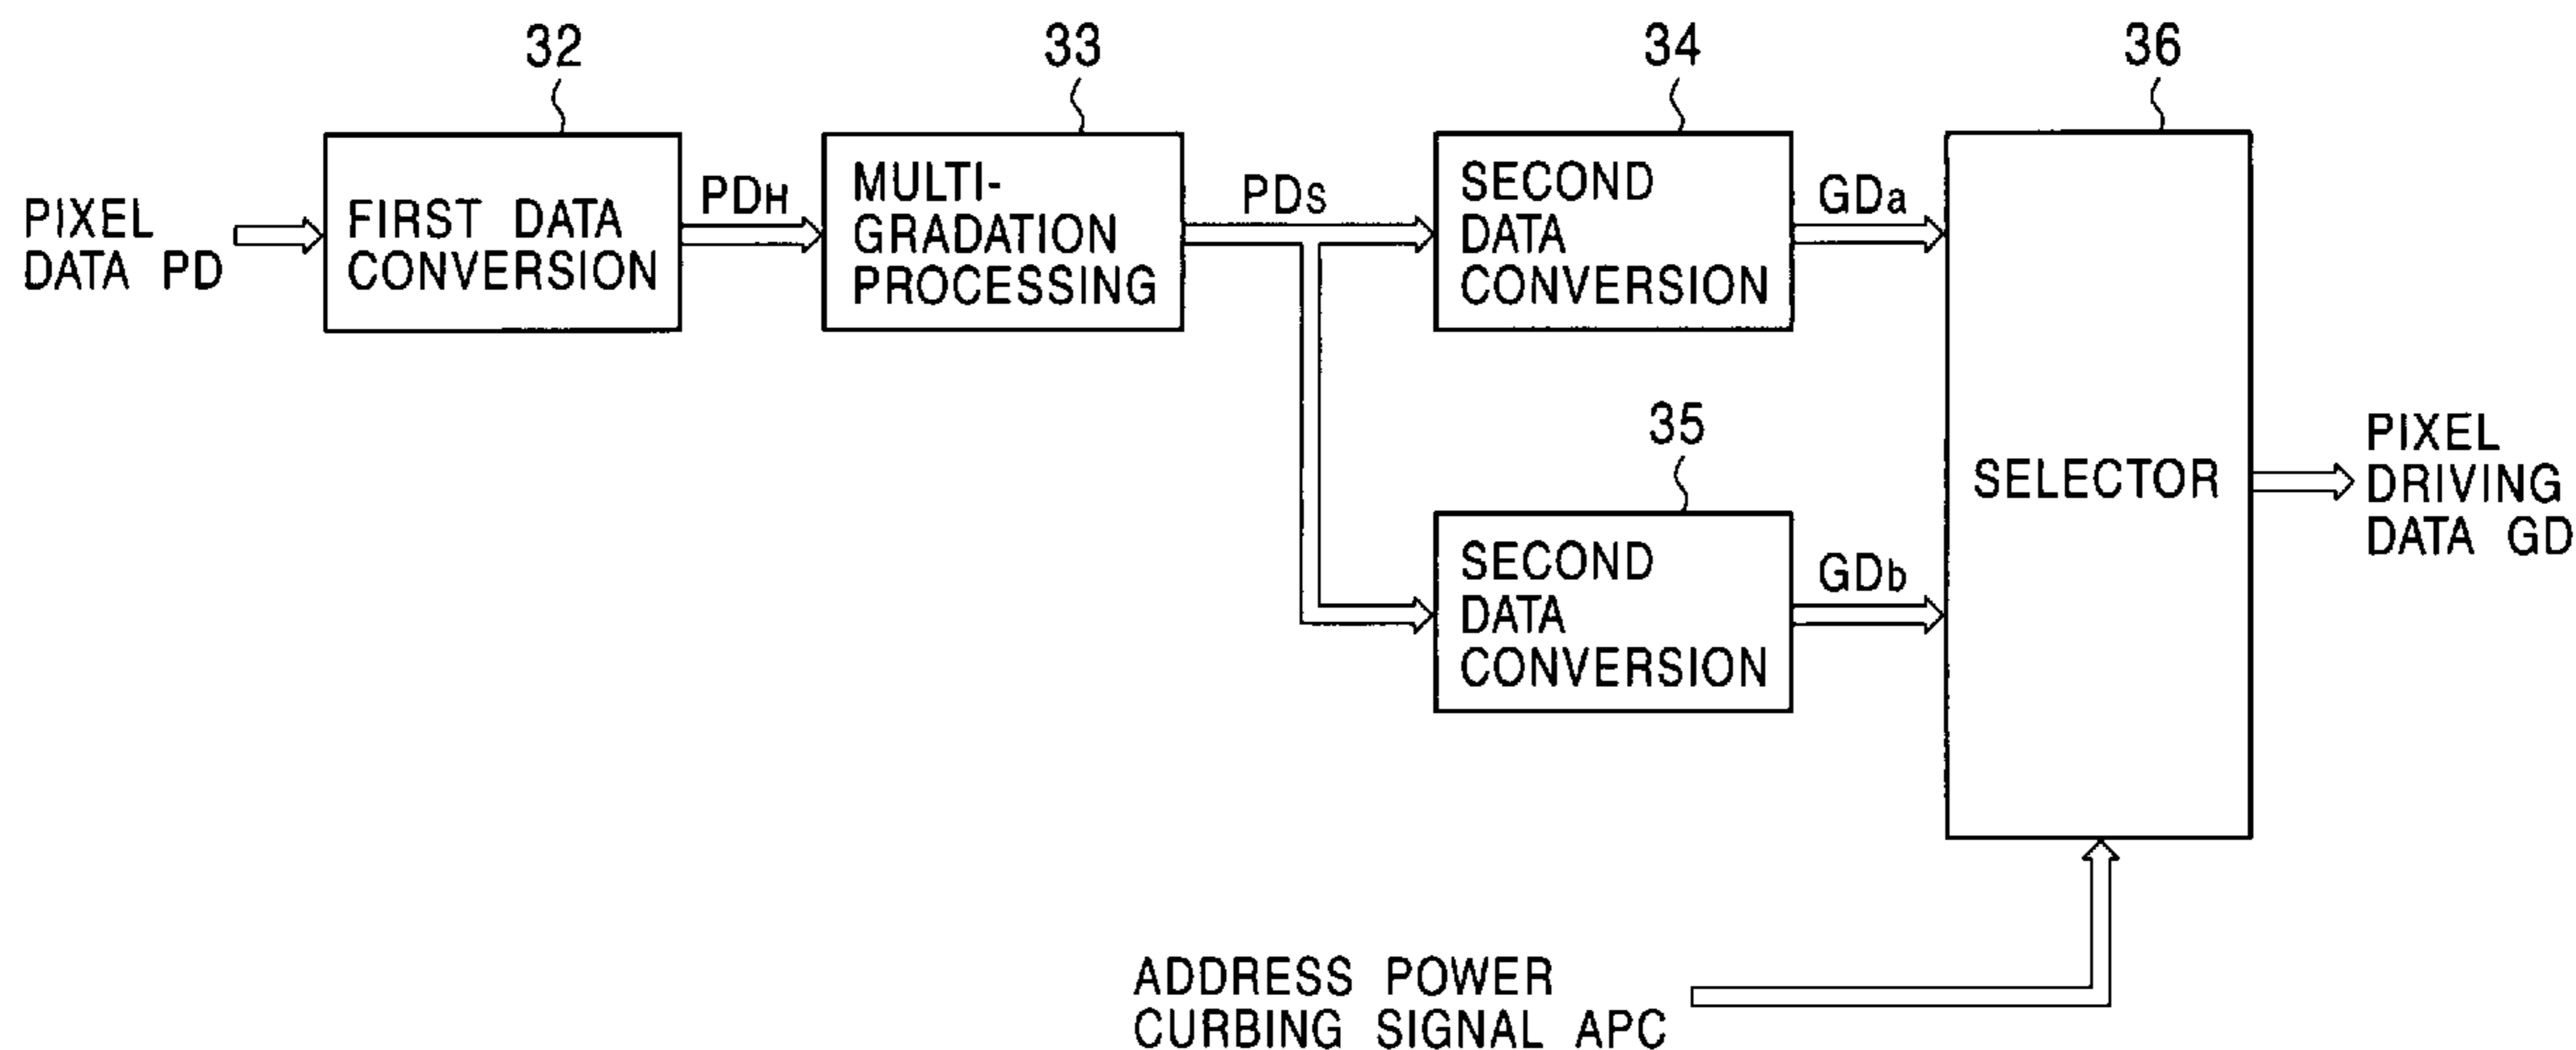 32
33
34
36
PIXEL
DATA PD
FIRST DATA
CONVERSION
PDH
MULTI-
GRADATION
PROCESSING
PDS
SECOND
DATA
CONVERSION
GDa
35
SECOND
DATA
CONVERSION
GDb
SELECTOR
PIXEL
DRIVING
DATA GD
ADDRESS POWER
CURBING SIGNAL APC